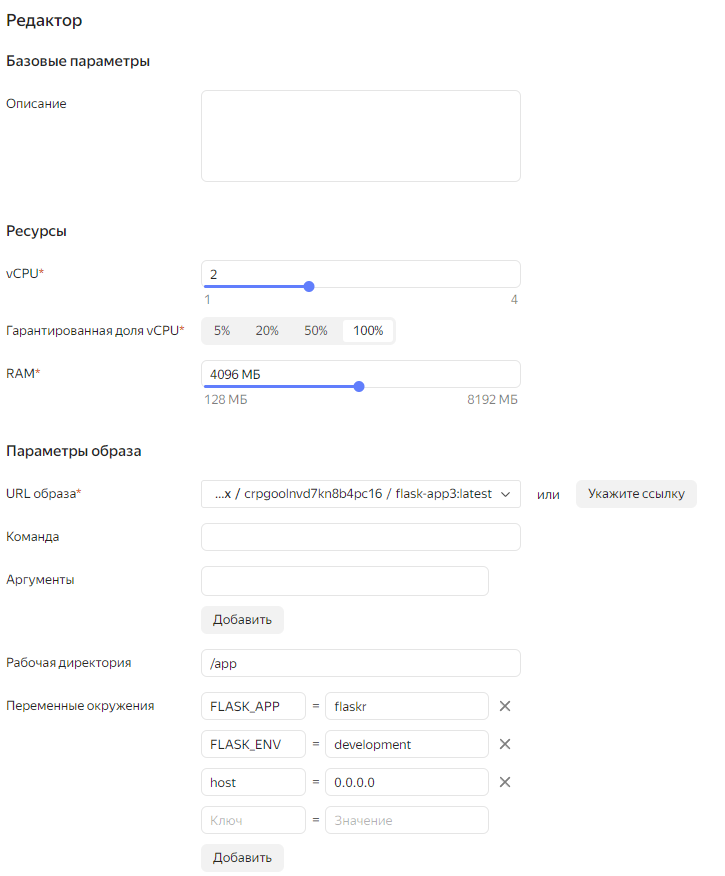 Редактор
Базовые параметры
Описание
Ресурсы
vCPU*
2
1 4
Гарантированная доля vCPU* 5% 20% 50% 100%
RAM*
4096 МБ
128 МБ 8192 МБ
Параметры образа
URL образа* ...x / crpgoolnvd7kn8b4pc16 / flask-app3:latest или Укажите ссылку
Команда
Аргументы
Добавить
Рабочая директория /app
Переменные окружения FLASK_APP = flaskr
FLASK_ENV = development
host = 0.0.0.0
Ключ = Значение
Добавить